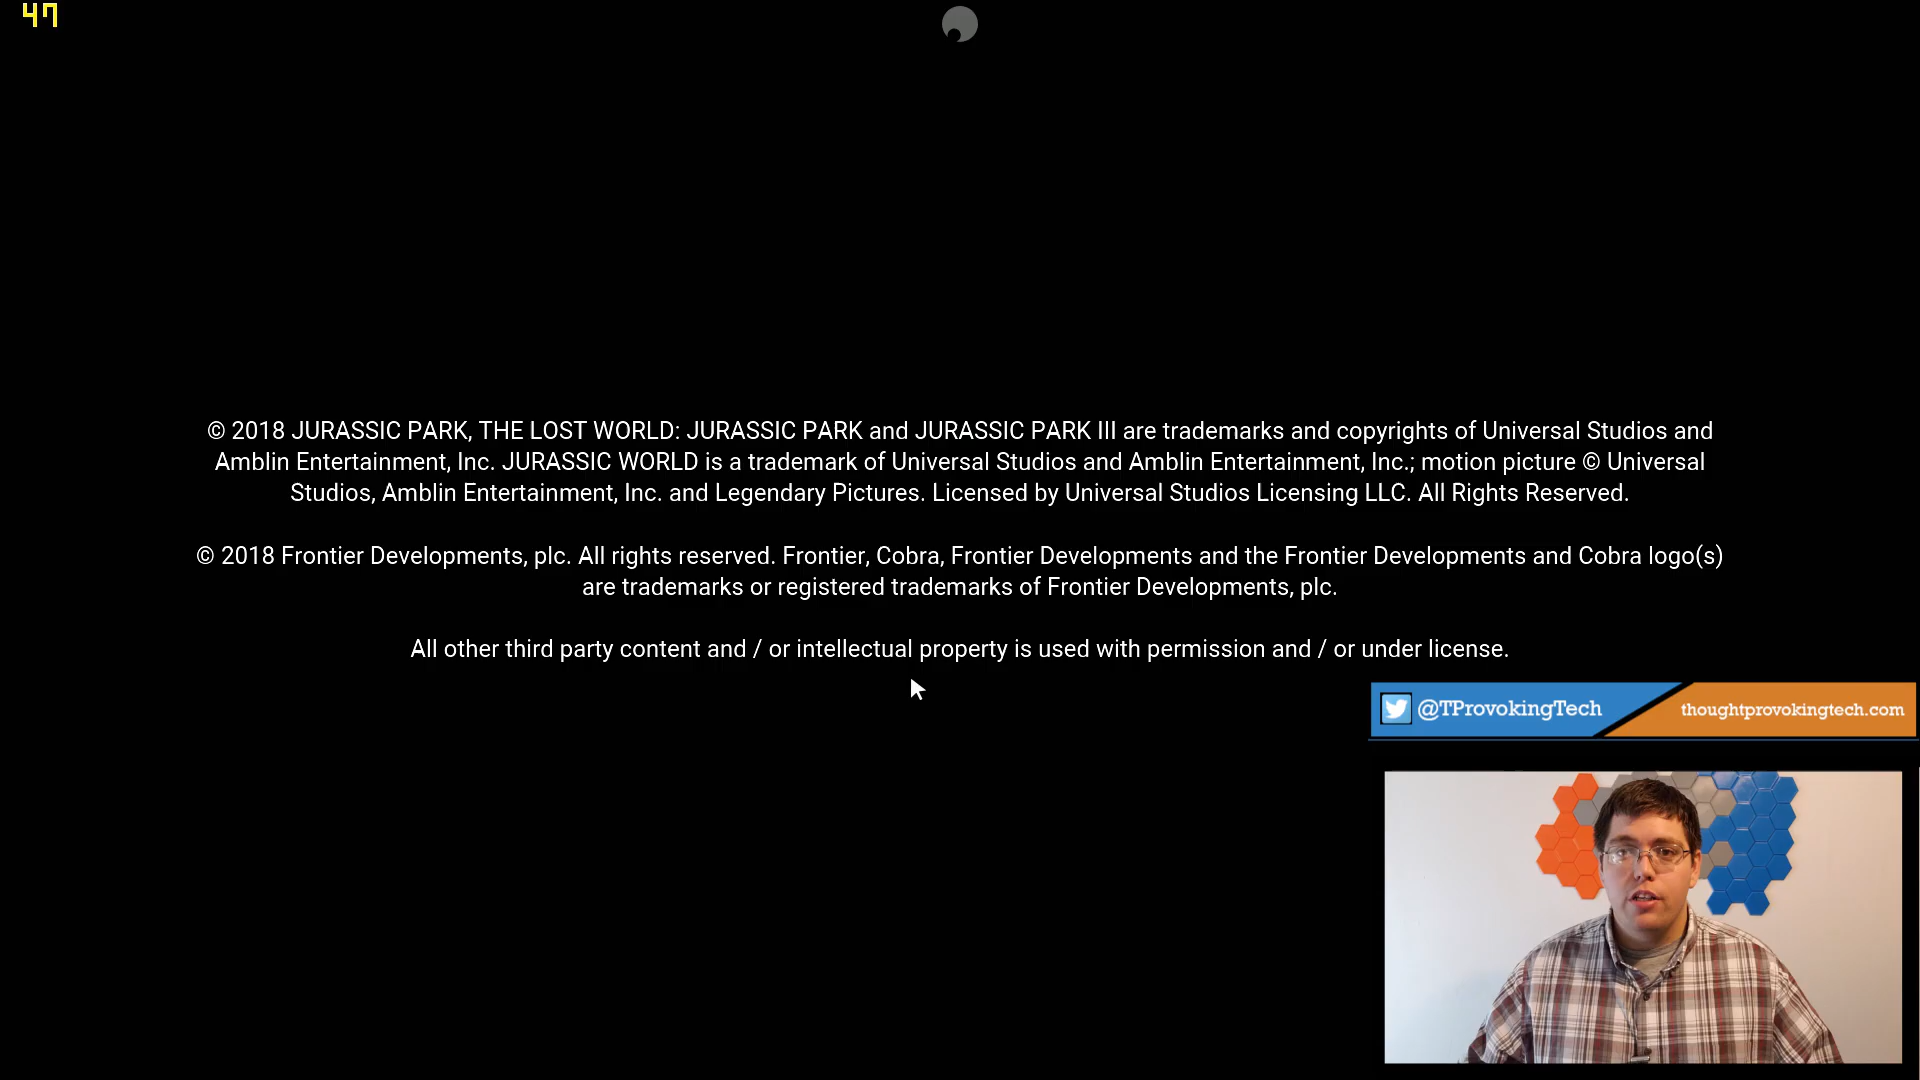 47
© 2018 JURASSIC PARK, THE LOST WORLD: JURASSIC PARK and JURASSIC PARK III are trademarks and copyrights of Universal Studios and
Amblin Entertainment, Inc. JURASSIC WORLD is a trademark of Universal Studios and Amblin Entertainment, Inc.; motion picture © Universal
Studios, Amblin Entertainment, Inc. and Legendary Pictures. Licensed by Universal Studios Licensing LLC. All Rights Reserved.
© 2018 Frontier Developments, plc. All rights reserved. Frontier, Cobra, Frontier Developments and the Frontier Developments and Cobra logo(s)
are trademarks or registered trademarks of Frontier Developments, plc.
All other third party content and / or intellectual property is used with permission and / or under license.
@TProvokingTech
thoughtprovokingtech.com